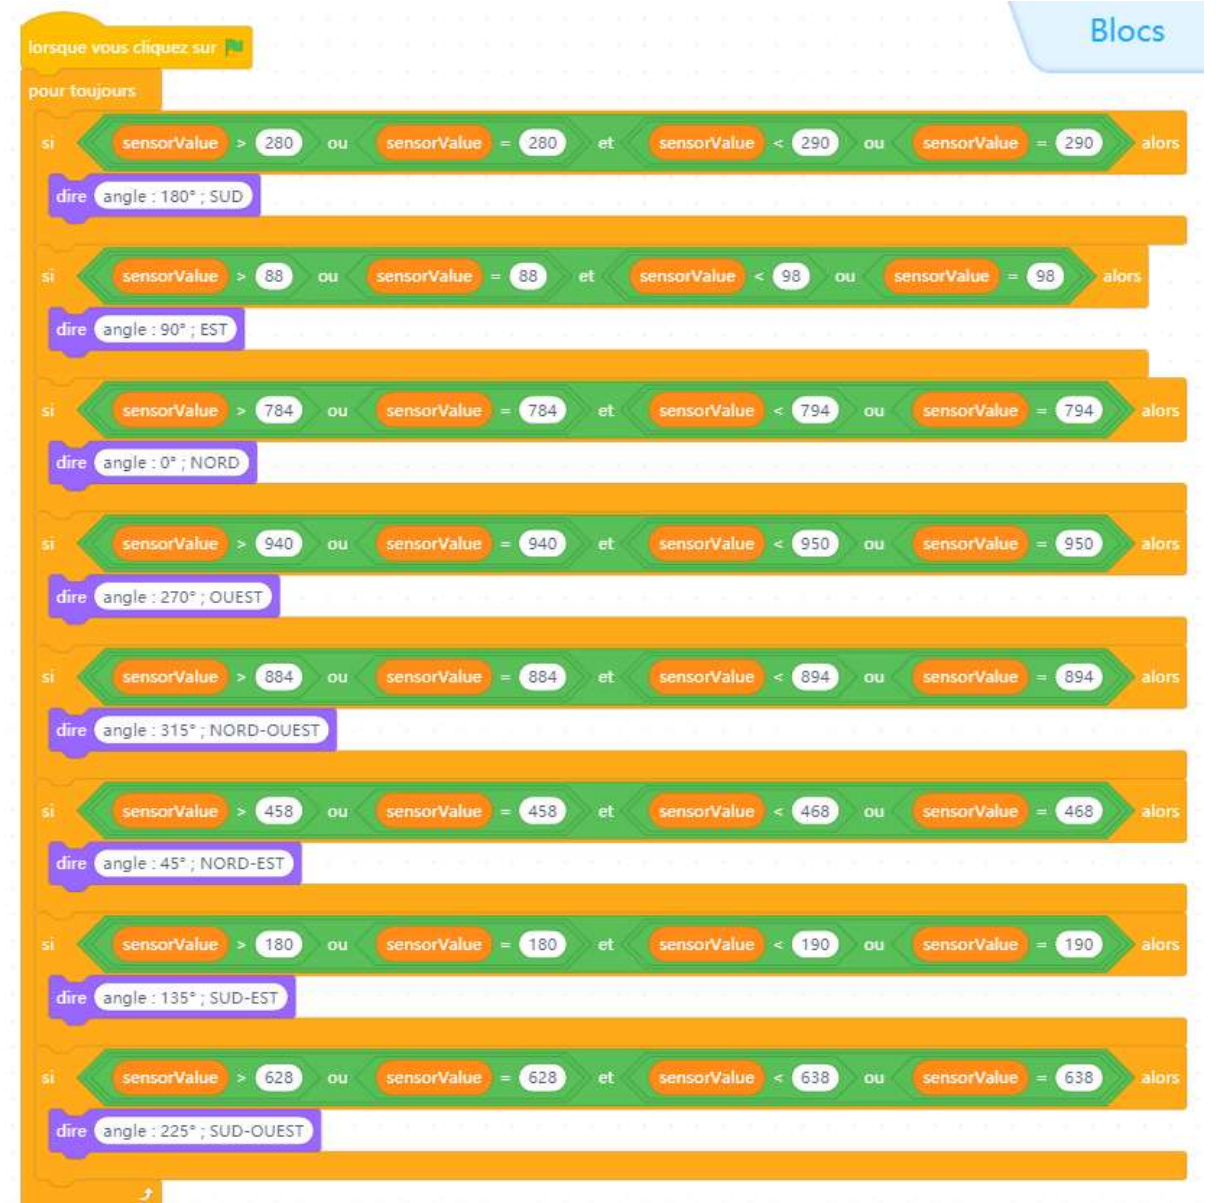 Blocs
lorsque vous cliquez sur
pour toujours
si sensorValue > 280 ou sensorValue = 280 et sensorValue < 290 ou sensorValue = 290 alors
dire angle : 180° ; SUD
si sensorValue > 88 ou sensorValue = 88 et sensorValue < 98 ou sensorValue = 98 alors
dire angle : 90° ; EST
si sensorValue > 784 ou sensorValue = 784 et sensorValue < 794 ou sensorValue = 794 alors
dire angle : 0° ; NORD
si sensorValue > 940 ou sensorValue = 940 et sensorValue < 950 ou sensorValue = 950 alors
dire angle : 270° ; OUEST
si sensorValue > 884 ou sensorValue = 884 et sensorValue < 894 ou sensorValue = 894 alors
dire angle : 315° ; NORD-OUEST
si sensorValue > 458 ou sensorValue = 458 et sensorValue < 468 ou sensorValue = 468 alors
dire angle : 45° ; NORD-EST
si sensorValue > 180 ou sensorValue = 180 et sensorValue < 190 ou sensorValue = 190 alors
dire angle : 135° ; SUD-EST
si sensorValue > 628 ou sensorValue = 628 et sensorValue < 638 ou sensorValue = 638 alors
dire angle : 225° ; SUD-OUEST